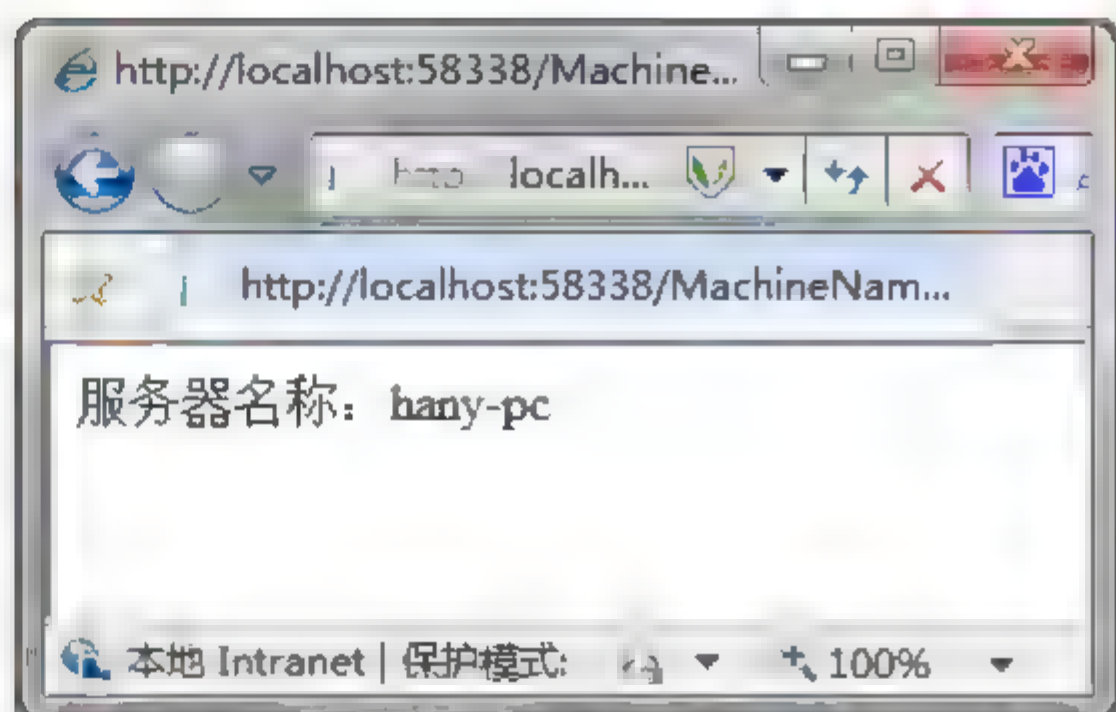 http://localhost:58338/Machine...
http localh...
http://localhost:58338/MachineNam...
服务器名称：hany-pc
本地 Intranet | 保护模式: 100%